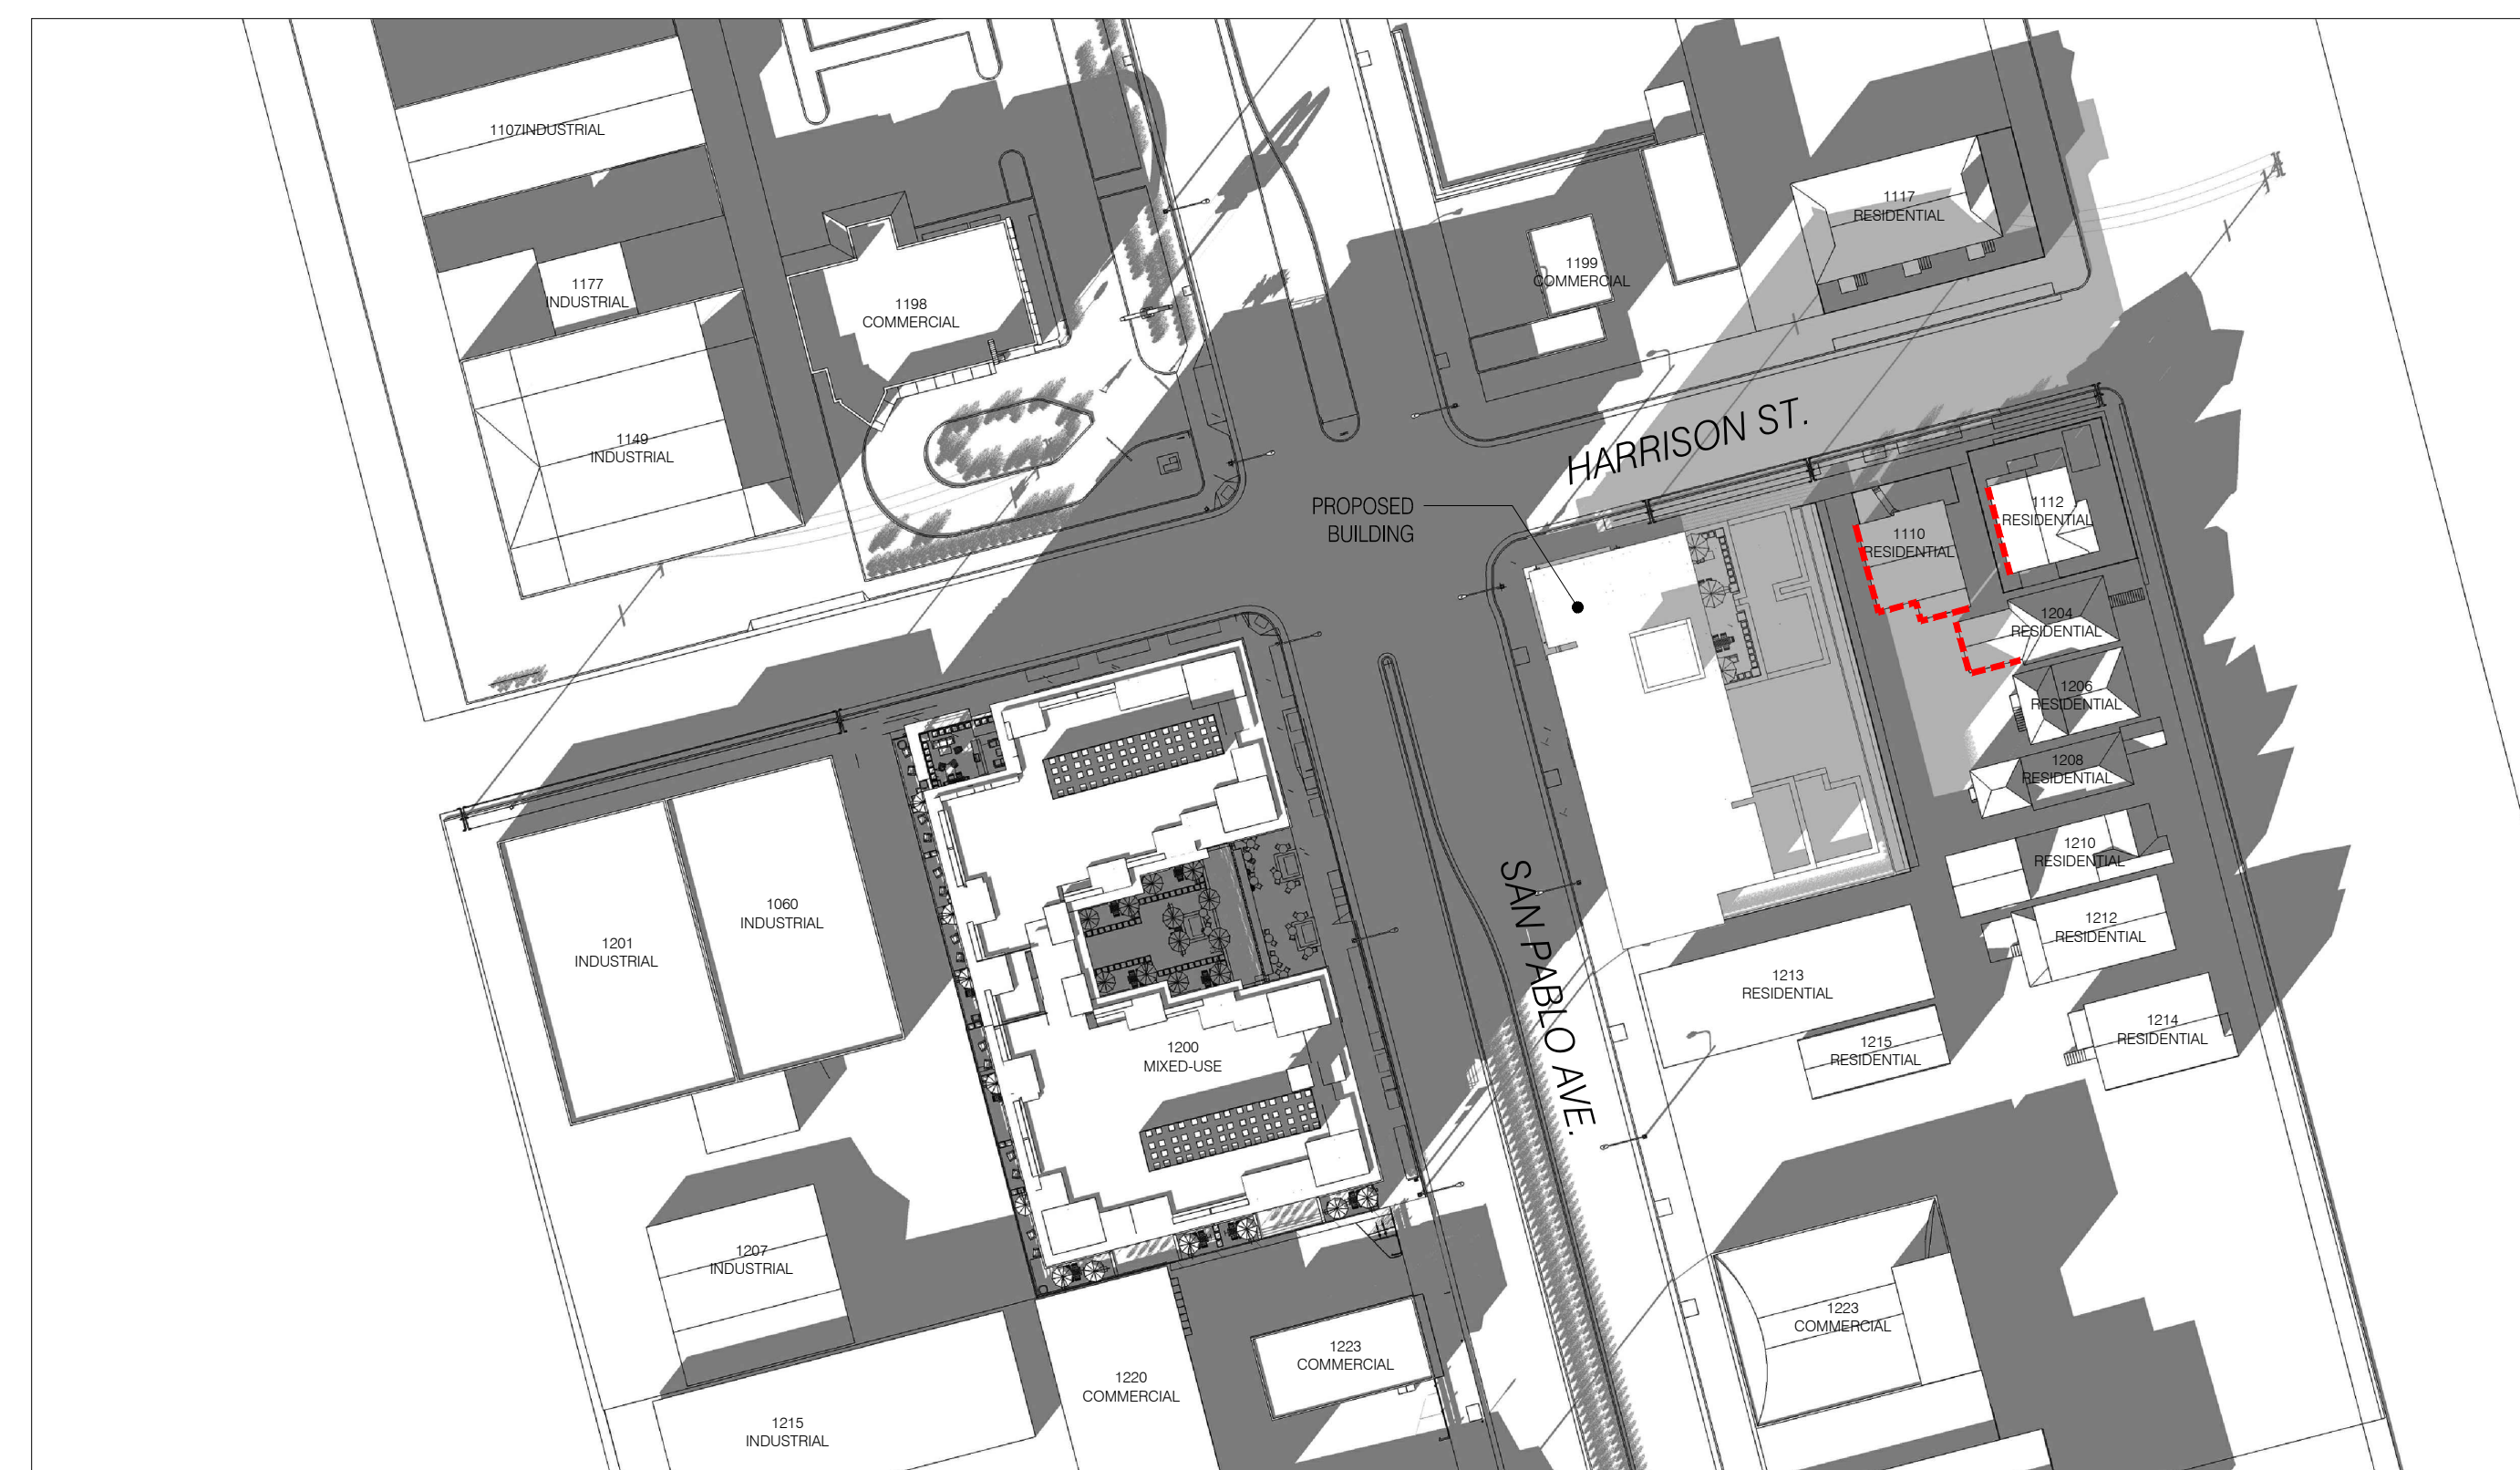 1107INDUSTRIAL
1177
INDUSTRIAL
1198
COMMERCIAL
1199
COMMERCIAL
1117
RESIDENTIAL
1149
INDUSTRIAL
HARRISON ST.
PROPOSED
BUILDING
1110
RESIDENTIAL
1112
RESIDENTIAL
1204
RESIDENTIAL
1206
RESIDENTIAL
1208
RESIDENTIAL
1210
RESIDENTIAL
1212
RESIDENTIAL
1213
RESIDENTIAL
1214
RESIDENTIAL
1215
RESIDENTIAL
SAN PABLO AVE.
1201
INDUSTRIAL
1060
INDUSTRIAL
1200
MIXED-USE
1207
INDUSTRIAL
1215
INDUSTRIAL
1220
COMMERCIAL
1223
COMMERCIAL
1223
COMMERCIAL